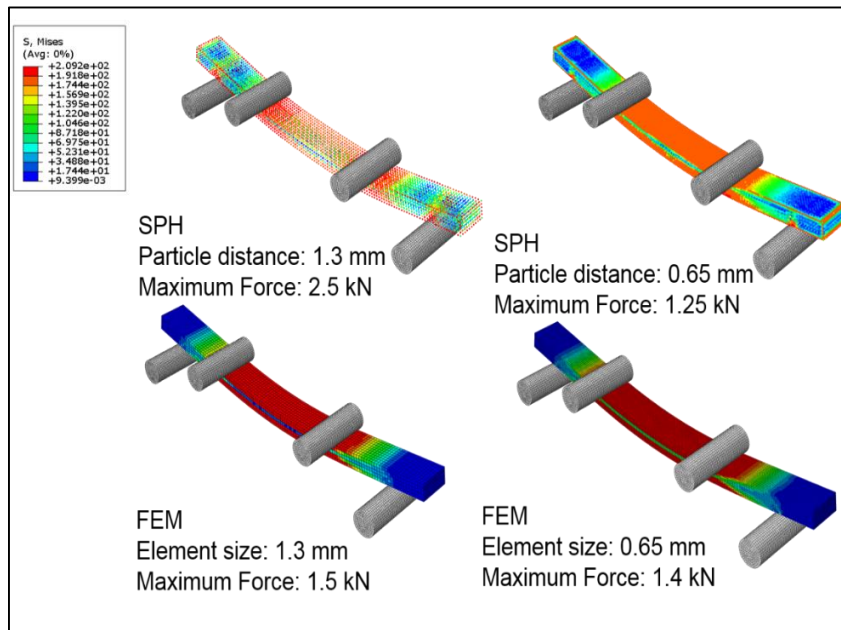 S, Mises
(Avg: 0%)
+2.092e+02
+1.918e+02
+1.744e+02
+1.569e+02
+1.395e+02
+1.220e+02
+1.046e+02
+8.718e+01
+6.975e+01
+5.231e+01
+3.488e+01
+1.744e+01
+9.399e-03
SPH
Particle distance: 1.3 mm
Maximum Force: 2.5 kN
SPH
Particle distance: 0.65 mm
Maximum Force: 1.25 kN
FEM
Element size: 1.3 mm
Maximum Force: 1.5 kN
FEM
Element size: 0.65 mm
Maximum Force: 1.4 kN